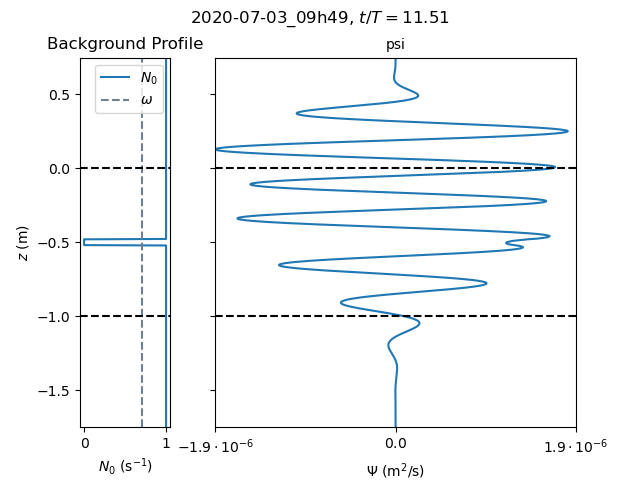 2020-07-03_09h49, t/T = 11.51
Background Profile
psi
N₀
ω
0.5
0.0
−0.5
−1.0
−1.5
z (m)
0 1
N₀ (s⁻¹)
−1.9 · 10⁻⁶ 0.0 1.9 · 10⁻⁶
Ψ (m²/s)